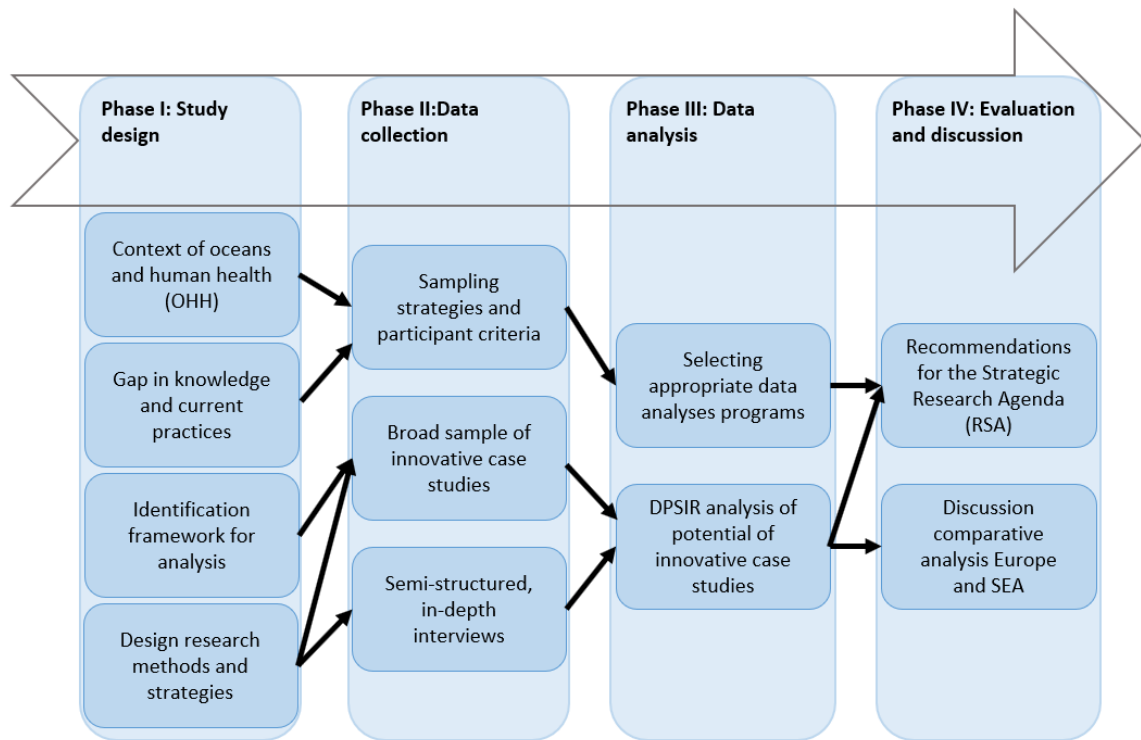 Phase I: Study
design
Context of oceans
and human health
(OHH)
Gap in knowledge
and current
practices
Identification
framework for
analysis
Design research
methods and
strategies
Phase II:Data
collection
Sampling
strategies and
participant criteria
Broad sample of
innovative case
studies
Semi-structured,
in-depth
interviews
Phase III: Data
analysis
Selecting
appropriate data
analyses programs
DPSIR analysis of
potential of
innovative case
studies
Phase IV: Evaluation
and discussion
Recommendations
for the Strategic
Research Agenda
(RSA)
Discussion
comparative
analysis Europe
and SEA